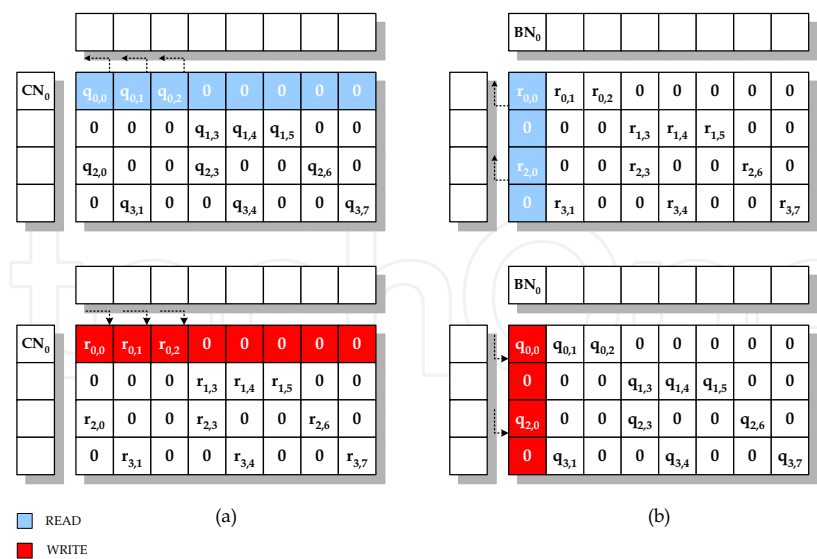 BN₀
CN₀ q₀,₀ q₀,₁ q₀,₂ 0 0 0 0 0 r₀,₀ r₀,₁ r₀,₂ 0 0 0 0 0
0 0 0 q₁,₃ q₁,₄ q₁,₅ 0 0 0 0 0 r₁,₃ r₁,₄ r₁,₅ 0 0
q₂,₀ 0 0 q₂,₃ 0 0 q₂,₆ 0 r₂,₀ 0 0 r₂,₃ 0 0 r₂,₆ 0
0 q₃,₁ 0 0 q₃,₄ 0 0 q₃,₇ 0 r₃,₁ 0 0 r₃,₄ 0 0 r₃,₇
BN₀
CN₀ r₀,₀ r₀,₁ r₀,₂ 0 0 0 0 0 q₀,₀ q₀,₁ q₀,₂ 0 0 0 0 0
0 0 0 r₁,₃ r₁,₄ r₁,₅ 0 0 0 0 0 q₁,₃ q₁,₄ q₁,₅ 0 0
r₂,₀ 0 0 r₂,₃ 0 0 r₂,₆ 0 q₂,₀ 0 0 q₂,₃ 0 0 q₂,₆ 0
0 r₃,₁ 0 0 r₃,₄ 0 0 r₃,₇ 0 q₃,₁ 0 0 q₃,₄ 0 0 q₃,₇
READ (a) (b)
WRITE